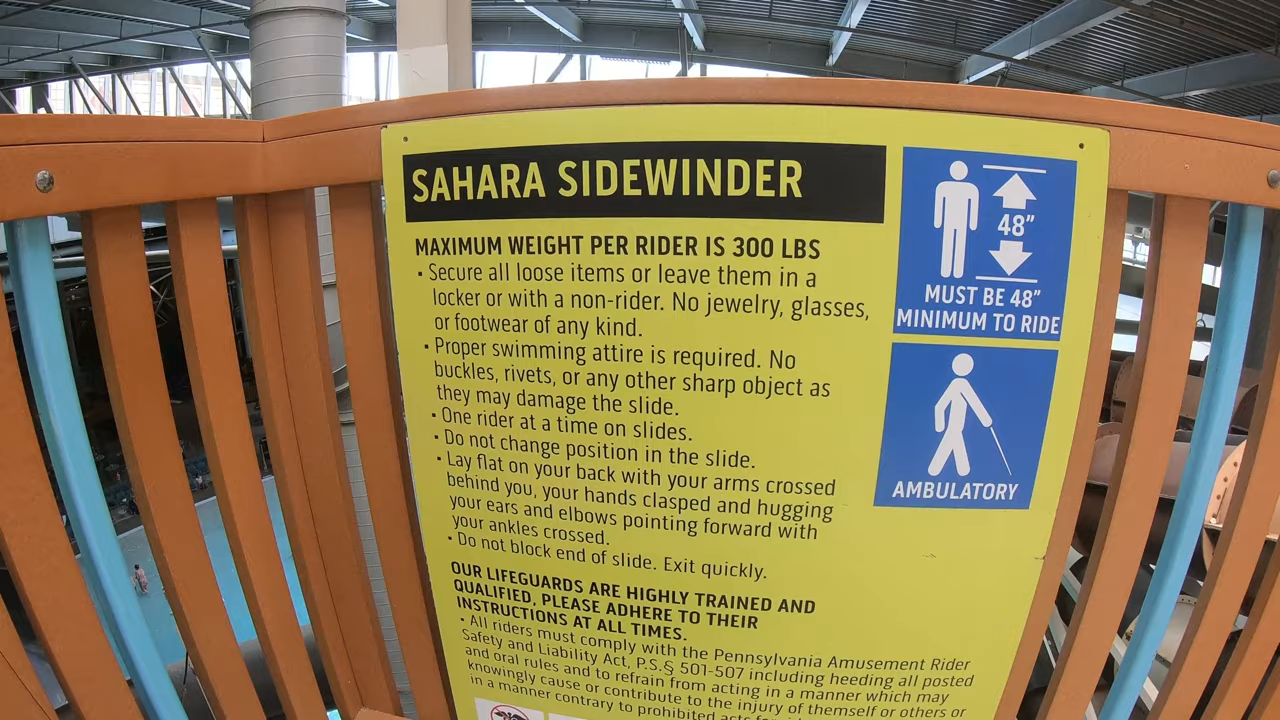 SAHARA SIDEWINDER
MAXIMUM WEIGHT PER RIDER IS 300 LBS
· Secure all loose items or leave them in a
locker or with a non-rider. No jewelry, glasses,
or footwear of any kind.
· Proper swimming attire is required. No
buckles, rivets, or any other sharp object as
they may damage the slide.
· One rider at a time on slides.
· Do not change position in the slide.
· Lay flat on your back with your arms crossed
behind you, your hands clasped and hugging
your ears and elbows pointing forward with
your ankles crossed.
· Do not block end of slide. Exit quickly.
OUR LIFEGUARDS ARE HIGHLY TRAINED AND
QUALIFIED, PLEASE ADHERE TO THEIR
INSTRUCTIONS AT ALL TIMES.
· All riders must comply with the Pennsylvania Amusement Rider
Safety and Liability Act, P.S.§ 501-507 including heeding all posted
and oral rules and to refrain from acting in a manner which may
knowingly cause or contribute to the injury of themself or others or
in a manner contrary to prohibited acts
48"
MUST BE 48"
MINIMUM TO RIDE
AMBULATORY